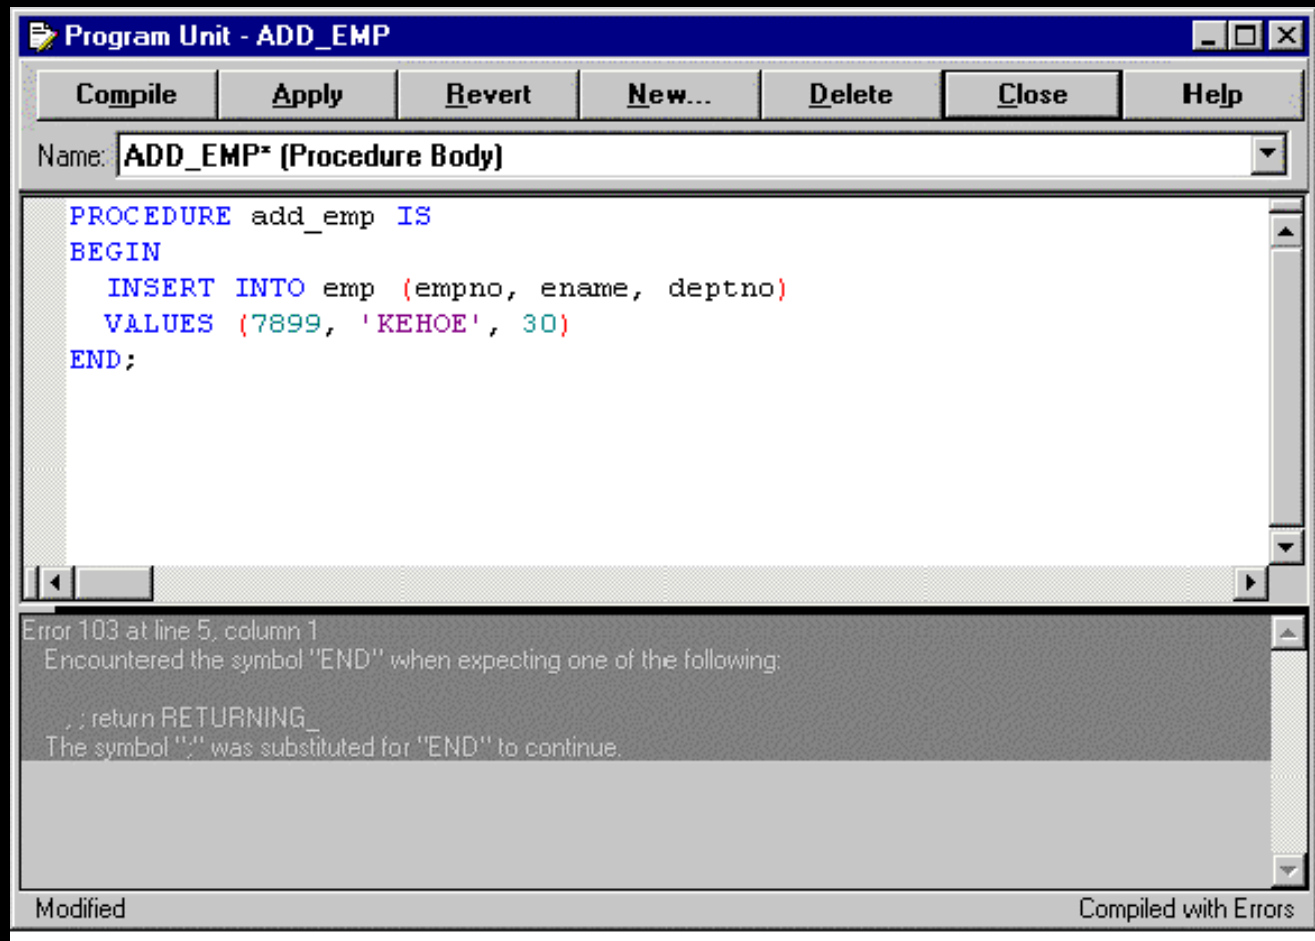 Program Unit - ADD_EMP
Compile Apply Revert New... Delete Close Help
Name: ADD_EMP* (Procedure Body)
PROCEDURE add_emp IS
BEGIN
INSERT INTO emp (empno, ename, deptno)
VALUES (7899, 'KEHOE', 30)
END;
Error 103 at line 5, column 1
Encountered the symbol "END" when expecting one of the following:
, ; return RETURNING_
The symbol ";" was substituted for "END" to continue.
Modified Compiled with Errors